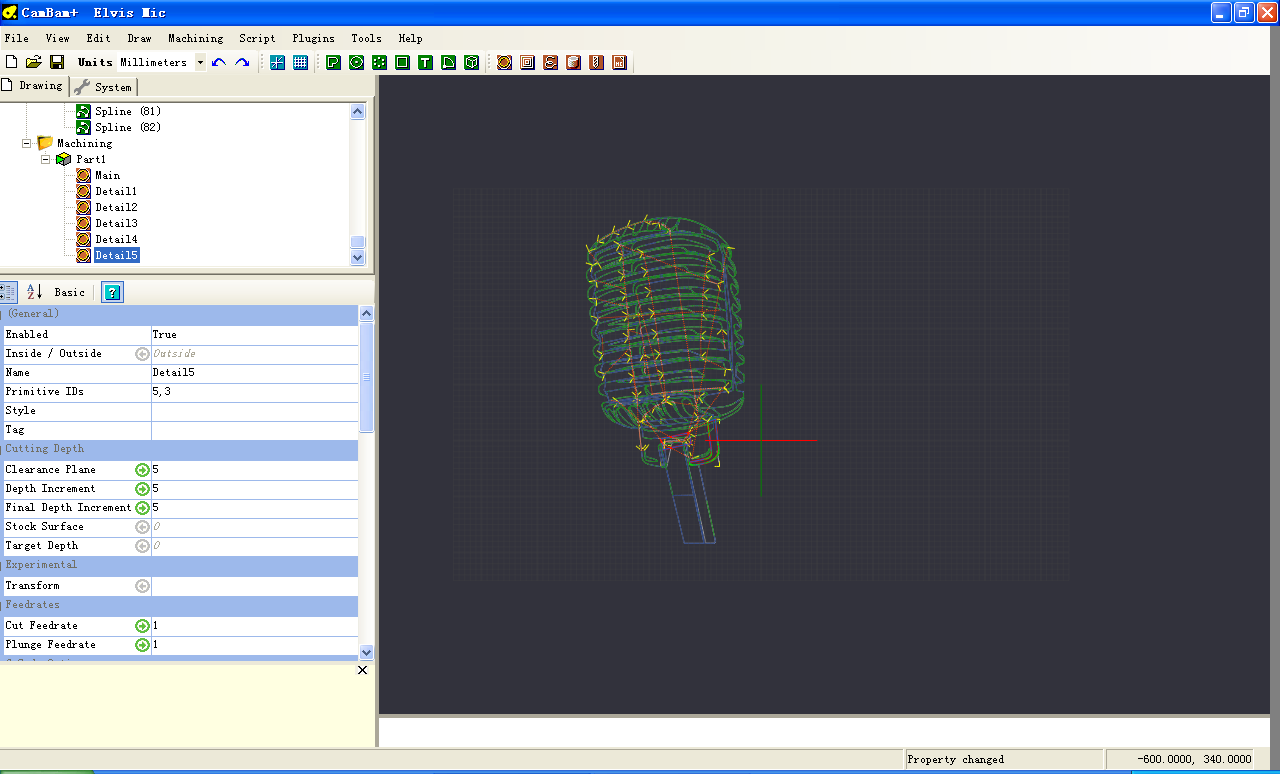 CamBam+ Elvis Mic
File View Edit Draw Machining Script Plugins Tools Help
Units Millimeters
Drawing System
Spline (81)
Spline (82)
Machining
Part1
Main
Detail1
Detail2
Detail3
Detail4
Detail5
Basic
(General)
Enabled True
Inside / Outside Outside
Name Detail5
Primitive IDs 5,3
Style
Tag
Cutting Depth
Clearance Plane 5
Depth Increment 5
Final Depth Increment 5
Stock Surface 0
Target Depth 0
Experimental
Transform
Feedrates
Cut Feedrate 1
Plunge Feedrate 1
Property changed -600.0000, 340.0000